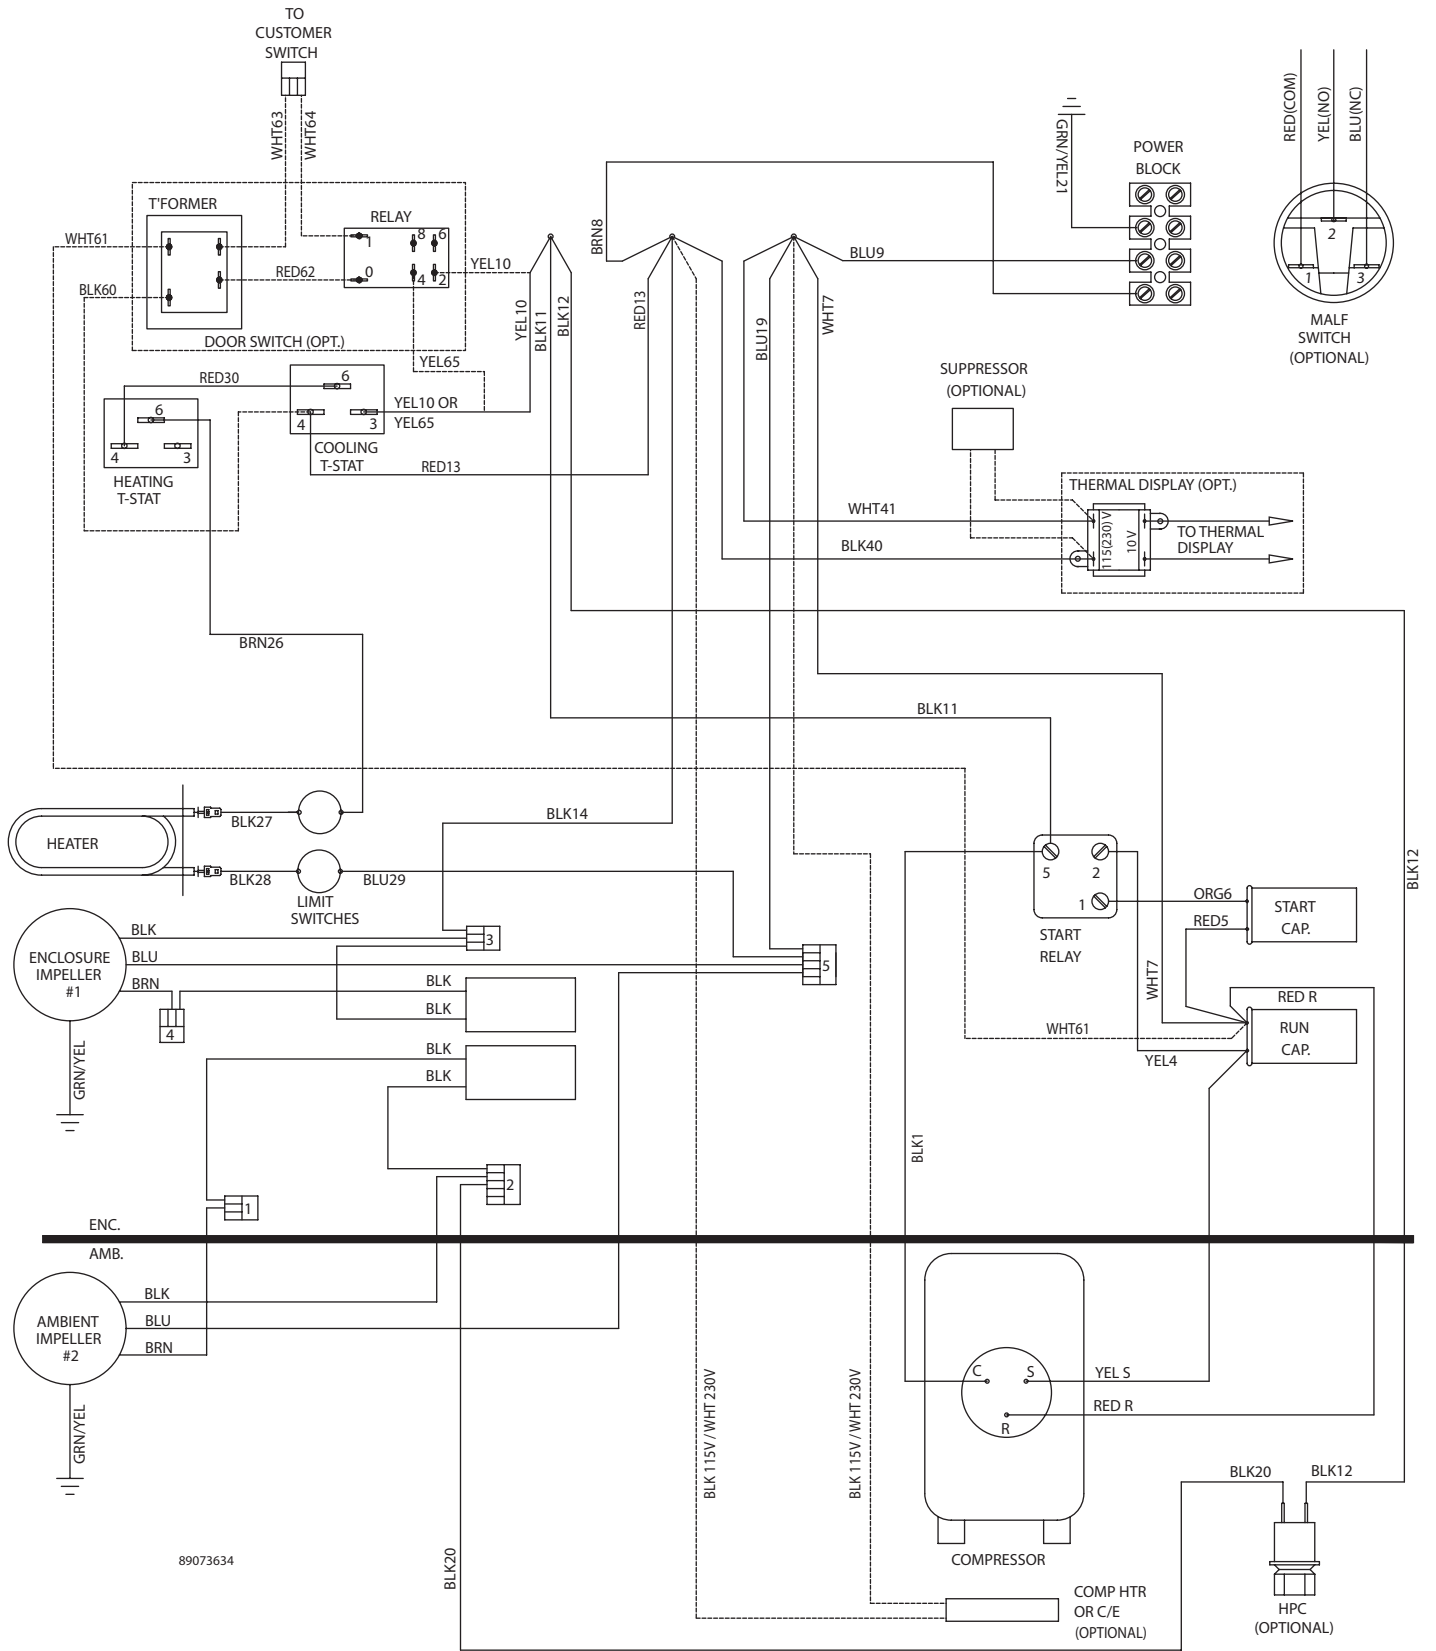 TO
CUSTOMER
SWITCH
WHT63
WHT64
RED(COM)
YEL(NO)
BLU(NC)
GRN/YEL21
POWER
BLOCK
T'FORMER
RELAY
WHT61
RED62
BLK60
1
0
8
6
4
2
YEL10
DOOR SWITCH (OPT.)
BRN8
BLU9
YEL10
BLK11
BLK12
RED13
BLU19
WHT7
1
2
3
MALF
SWITCH
(OPTIONAL)
YEL65
RED30
6
4
3
YEL10 OR
YEL65
COOLING
T-STAT
6
4
3
HEATING
T-STAT
RED13
SUPPRESSOR
(OPTIONAL)
THERMAL DISPLAY (OPT.)
WHT41
BLK40
115(230) V
10 V
TO THERMAL
DISPLAY
BRN26
BLK11
HEATER
BLK27
BLK28
BLU29
LIMIT
SWITCHES
BLK14
5
2
1
START
RELAY
ORG6
RED5
START
CAP.
BLK12
ENCLOSURE
IMPELLER
#1
BLK
BLU
BRN
3
5
4
BLK
BLK
BLK
BLK
GRN/YEL
WHT7
RED R
WHT61
RUN
CAP.
YEL4
BLK1
2
1
ENC.
AMB.
AMBIENT
IMPELLER
#2
BLK
BLU
BRN
GRN/YEL
BLK 115V / WHT 230V
BLK 115V / WHT 230V
C
S
R
YEL S
RED R
COMPRESSOR
BLK20
BLK12
BLK20
89073634
COMP HTR
OR C/E
(OPTIONAL)
HPC
(OPTIONAL)